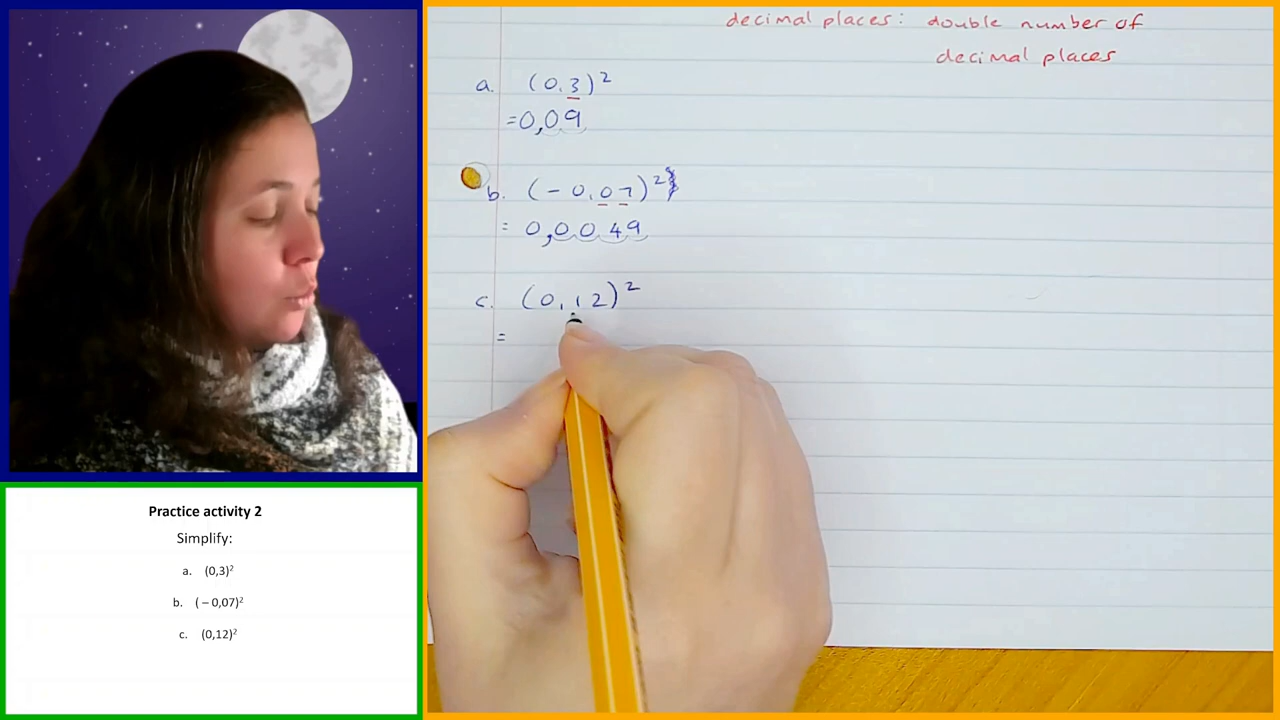 decimal places: double number of
decimal places
a. (0.3)²
=0,09
b. (-0.07)²
= 0,0049
c. (0,12)²
=
Practice activity 2
Simplify:
a. (0,3)²
b. (–0,07)²
c. (0,12)²